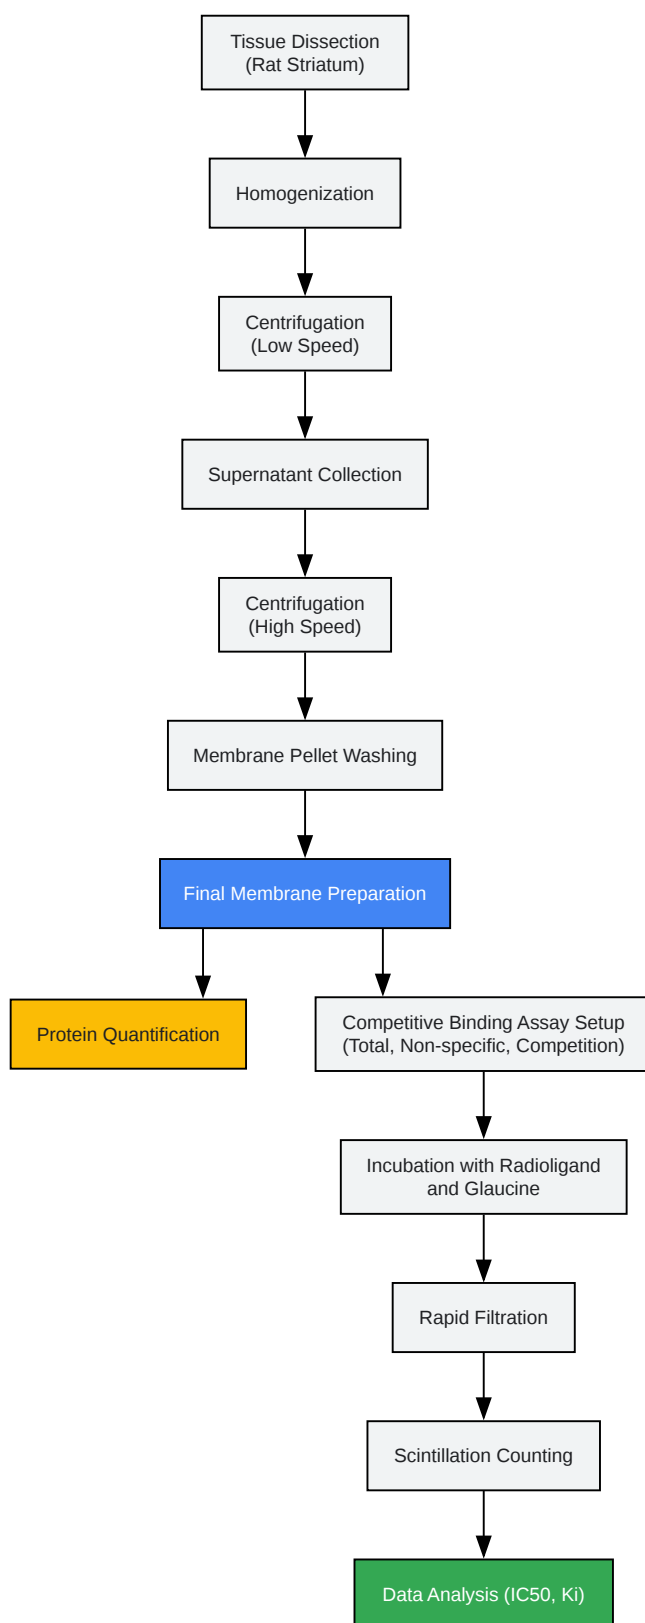 Tissue Dissection
(Rat Striatum)
Homogenization
Centrifugation
(Low Speed)
Supernatant Collection
Centrifugation
(High Speed)
Membrane Pellet Washing
Final Membrane Preparation
Protein Quantification
Competitive Binding Assay Setup
(Total, Non-specific, Competition)
Incubation with Radioligand
and Glaucine
Rapid Filtration
Scintillation Counting
Data Analysis (IC50, Ki)